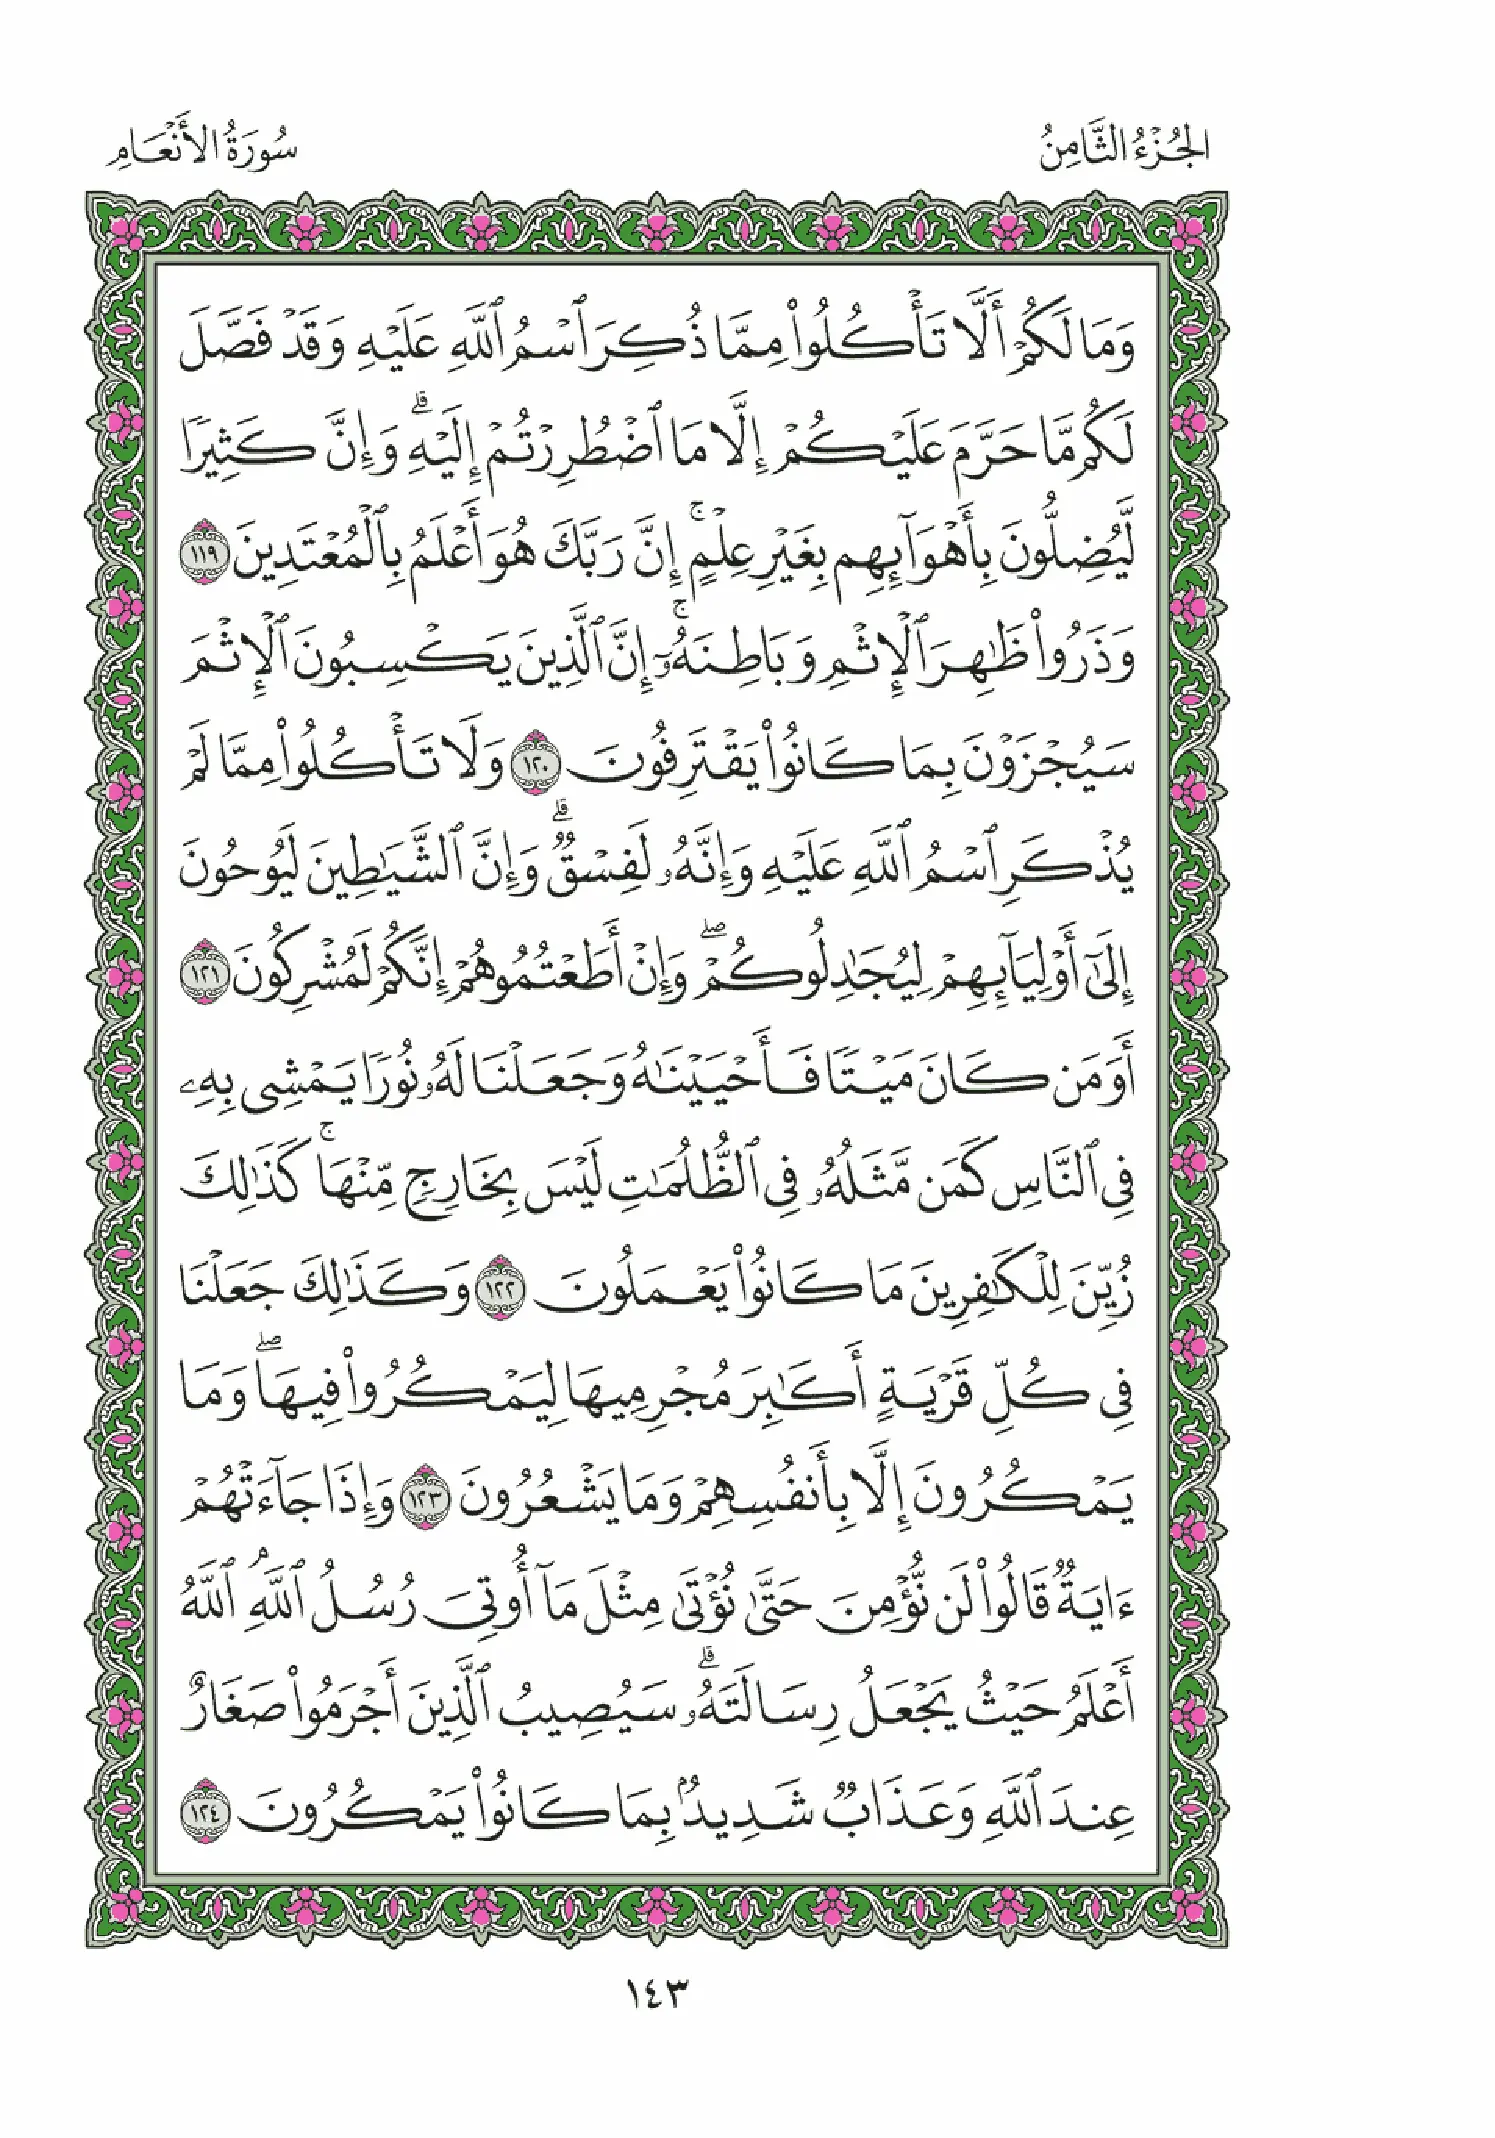 الجُزْءُ الثَّامِنُ
سُورَةُ الأَنْعَامِ
وَمَا لَكُمْ أَلَّا تَأْكُلُوا۟ مِمَّا ذُكِرَ ٱسْمُ ٱللَّهِ عَلَيْهِ وَقَدْ فَصَّلَ
لَكُم مَّا حَرَّمَ عَلَيْكُمْ إِلَّا مَا ٱضْطُرِرْتُمْ إِلَيْهِ ۗ وَإِنَّ كَثِيرًا
لَّيُضِلُّونَ بِأَهْوَآئِهِم بِغَيْرِ عِلْمٍ ۚ إِنَّ رَبَّكَ هُوَ أَعْلَمُ بِٱلْمُعْتَدِينَ ١١٩
وَذَرُوا۟ ظَـٰهِرَ ٱلْإِثْمِ وَبَاطِنَهُۥٓ ۚ إِنَّ ٱلَّذِينَ يَكْسِبُونَ ٱلْإِثْمَ
سَيُجْزَوْنَ بِمَا كَانُوا۟ يَقْتَرِفُونَ ١٢٠ وَلَا تَأْكُلُوا۟ مِمَّا لَمْ
يُذْكَرِ ٱسْمُ ٱللَّهِ عَلَيْهِ وَإِنَّهُۥ لَفِسْقٌ ۗ وَإِنَّ ٱلشَّيَـٰطِينَ لَيُوحُونَ
إِلَىٰٓ أَوْلِيَآئِهِمْ لِيُجَـٰدِلُوكُمْ ۖ وَإِنْ أَطَعْتُمُوهُمْ إِنَّكُمْ لَمُشْرِكُونَ ١٢١
أَوَمَن كَانَ مَيْتًا فَأَحْيَيْنَـٰهُ وَجَعَلْنَا لَهُۥ نُورًا يَمْشِى بِهِۦ
فِى ٱلنَّاسِ كَمَن مَّثَلُهُۥ فِى ٱلظُّلُمَـٰتِ لَيْسَ بِخَارِجٍ مِّنْهَا ۚ كَذَٰلِكَ
زُيِّنَ لِلْكَـٰفِرِينَ مَا كَانُوا۟ يَعْمَلُونَ ١٢٢ وَكَذَٰلِكَ جَعَلْنَا
فِى كُلِّ قَرْيَةٍ أَكَـٰبِرَ مُجْرِمِيهَا لِيَمْكُرُوا۟ فِيهَا ۖ وَمَا
يَمْكُرُونَ إِلَّا بِأَنفُسِهِمْ وَمَا يَشْعُرُونَ ١٢٣ وَإِذَا جَآءَتْهُمْ
ءَايَةٌ قَالُوا۟ لَن نُّؤْمِنَ حَتَّىٰ نُؤْتَىٰ مِثْلَ مَآ أُوتِىَ رُسُلُ ٱللَّهِ ۘ ٱللَّهُ
أَعْلَمُ حَيْثُ يَجْعَلُ رِسَالَتَهُۥ ۗ سَيُصِيبُ ٱلَّذِينَ أَجْرَمُوا۟ صَغَارٌ
عِندَ ٱللَّهِ وَعَذَابٌ شَدِيدٌۢ بِمَا كَانُوا۟ يَمْكُرُونَ ١٢٤
١٤٣